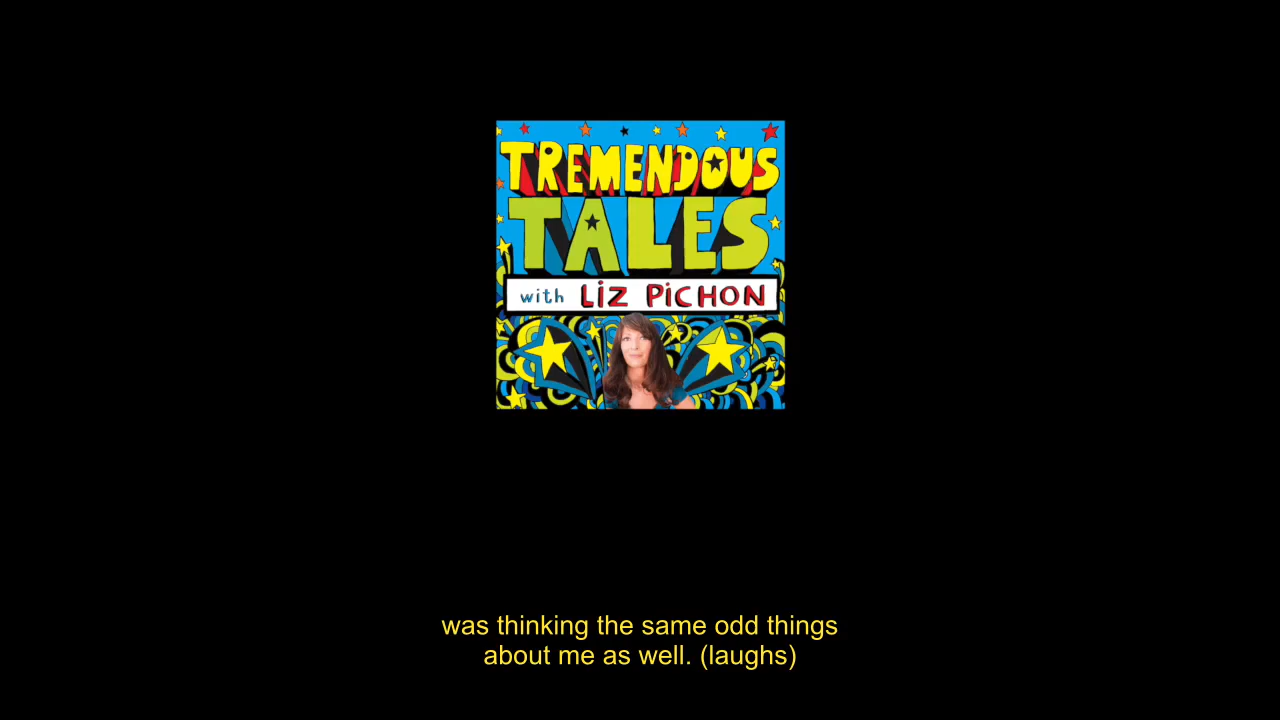 TREMENDOUS
TALES
with LiZ PiCHON
was thinking the same odd things
about me as well. (laughs)